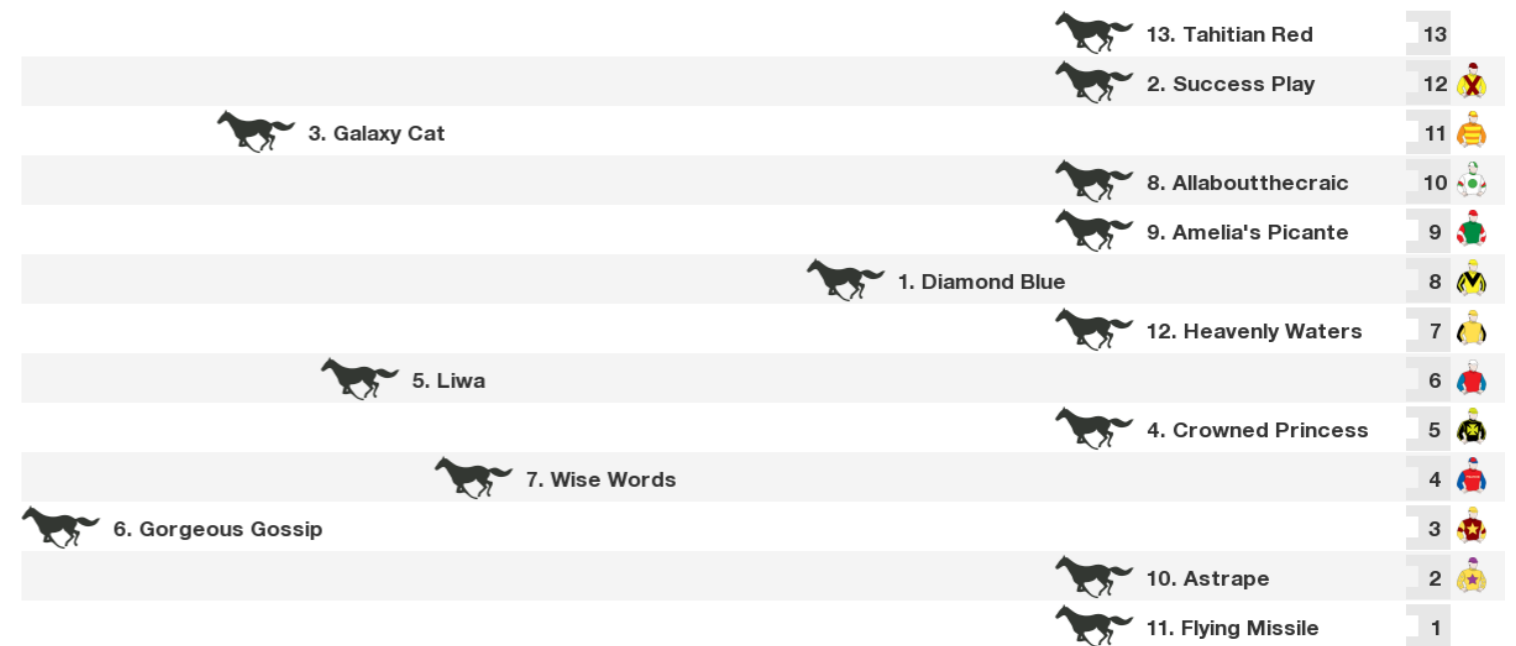 13. Tahitian Red 13
2. Success Play 12
3. Galaxy Cat 11
8. Allaboutthecraic 10
9. Amelia's Picante 9
1. Diamond Blue 8
12. Heavenly Waters 7
5. Liwa 6
4. Crowned Princess 5
7. Wise Words 4
6. Gorgeous Gossip 3
10. Astrape 2
11. Flying Missile 1